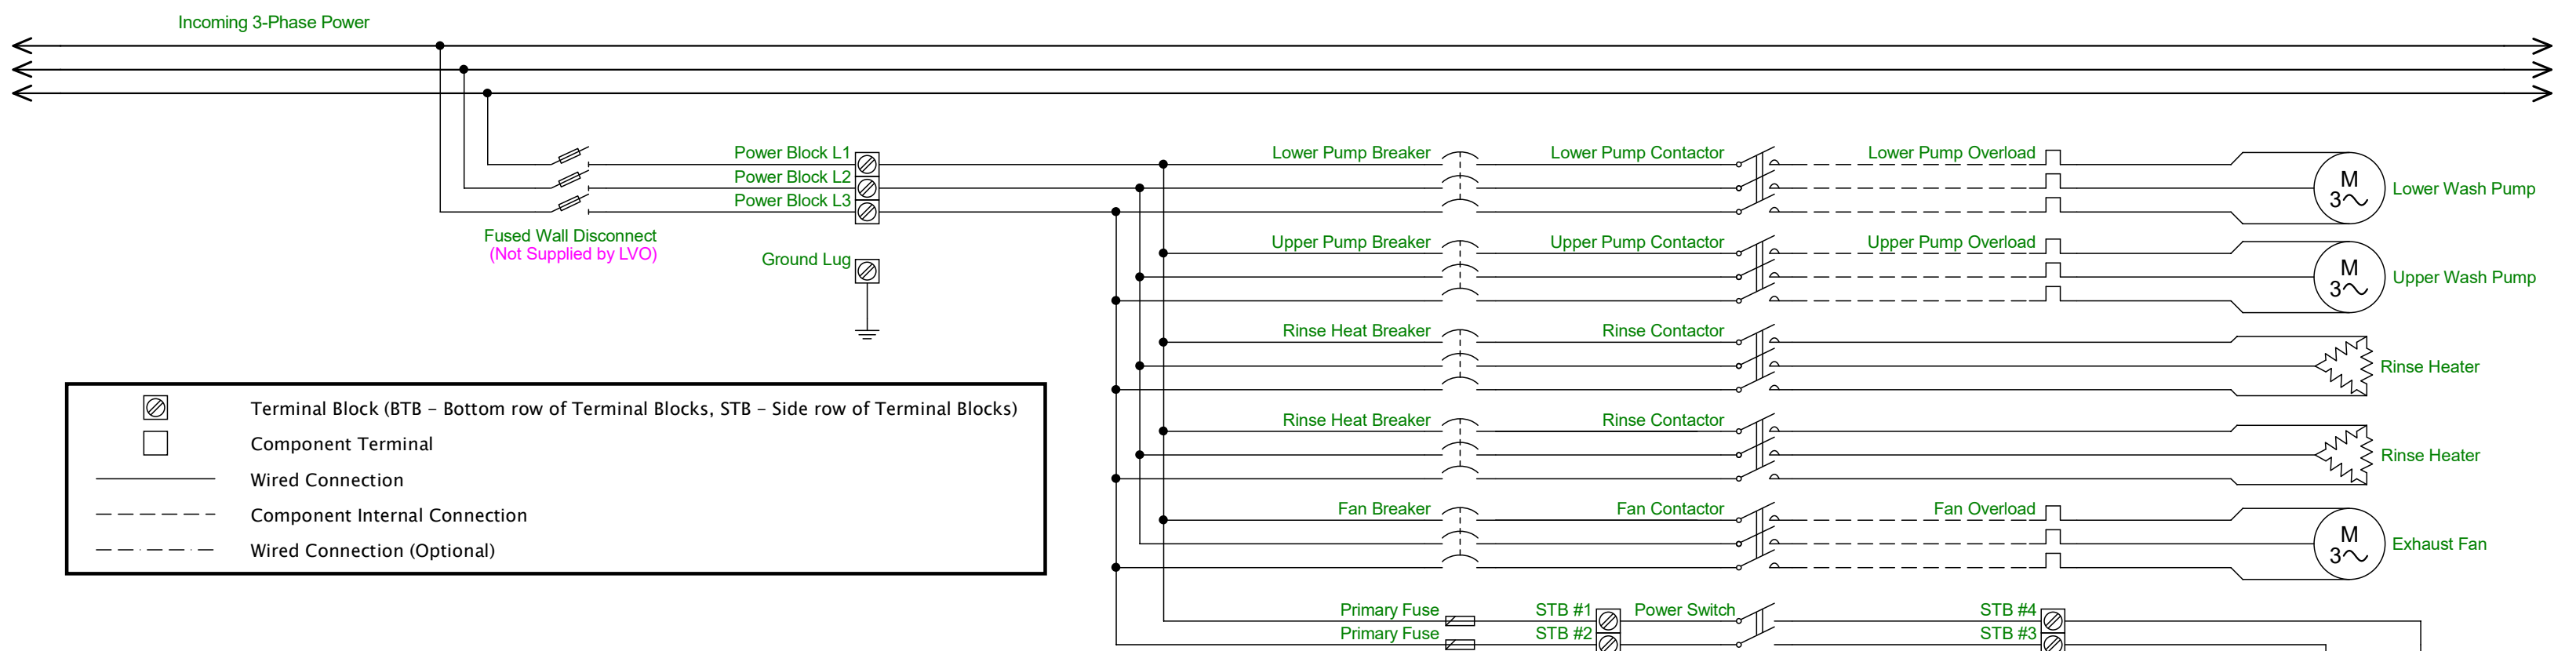 Incoming 3-Phase Power
Power Block L1
Power Block L2
Power Block L3
Fused Wall Disconnect
(Not Supplied by LVO)
Ground Lug
Lower Pump Breaker
Lower Pump Contactor
Lower Pump Overload
M
3
Lower Wash Pump
Upper Pump Breaker
Upper Pump Contactor
Upper Pump Overload
M
3
Upper Wash Pump
Rinse Heat Breaker
Rinse Contactor
Rinse Heater
Rinse Heat Breaker
Rinse Contactor
Rinse Heater
Fan Breaker
Fan Contactor
Fan Overload
M
3
Exhaust Fan
Primary Fuse
STB #1
Power Switch
STB #4
Primary Fuse
STB #2
STB #3
Terminal Block (BTB – Bottom row of Terminal Blocks, STB – Side row of Terminal Blocks)
Component Terminal
Wired Connection
Component Internal Connection
Wired Connection (Optional)